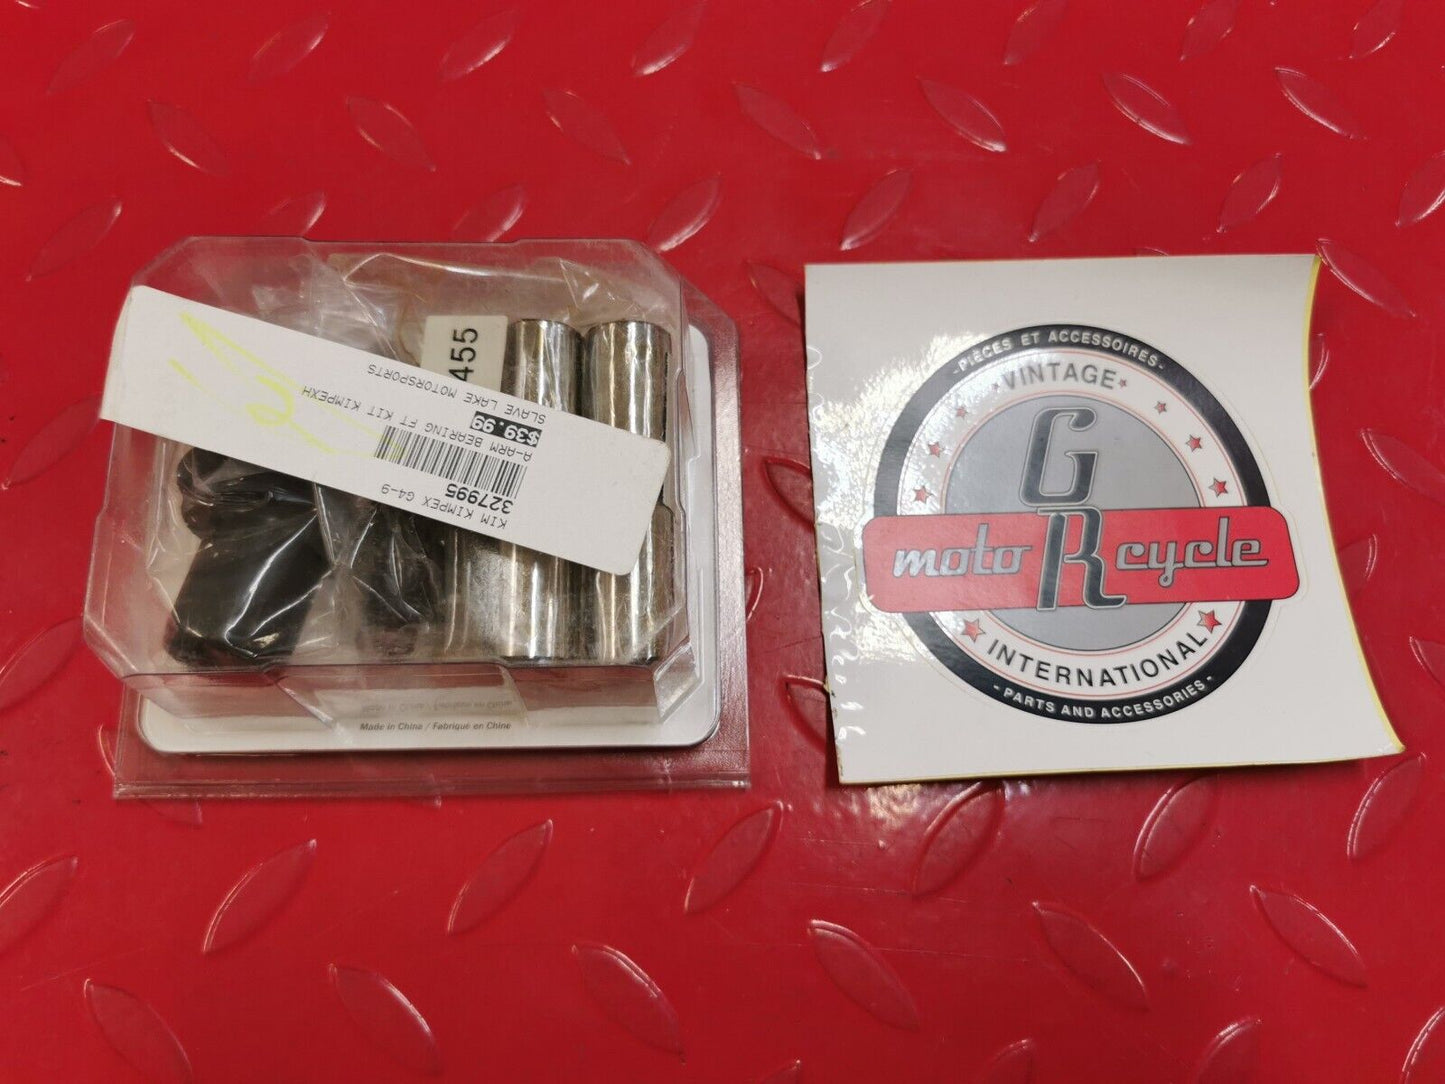 KIM KIMPEX G4-9
327995
A-ARM BEARING FT KIT KIMPEXH
$39.99
SLAVE LAKE MOTORSPORTS
455
Made in China / Fabriqué en Chine
-PIÈCES ET ACCESSOIRES-
VINTAGE
GR
moto cycle
INTERNATIONAL
-PARTS AND ACCESSORIES-